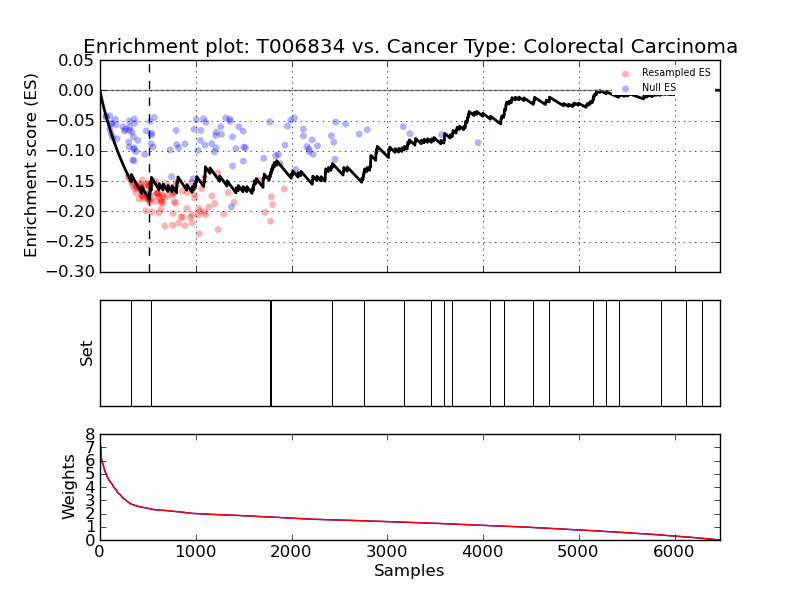 Enrichment plot: T006834 vs. Cancer Type: Colorectal Carcinoma
Enrichment score (ES)
0.05
0.00
−0.05
−0.10
−0.15
−0.20
−0.25
−0.30
Resampled ES
Null ES
Set
Weights
8
7
6
5
4
3
2
1
0
0 1000 2000 3000 4000 5000 6000
Samples